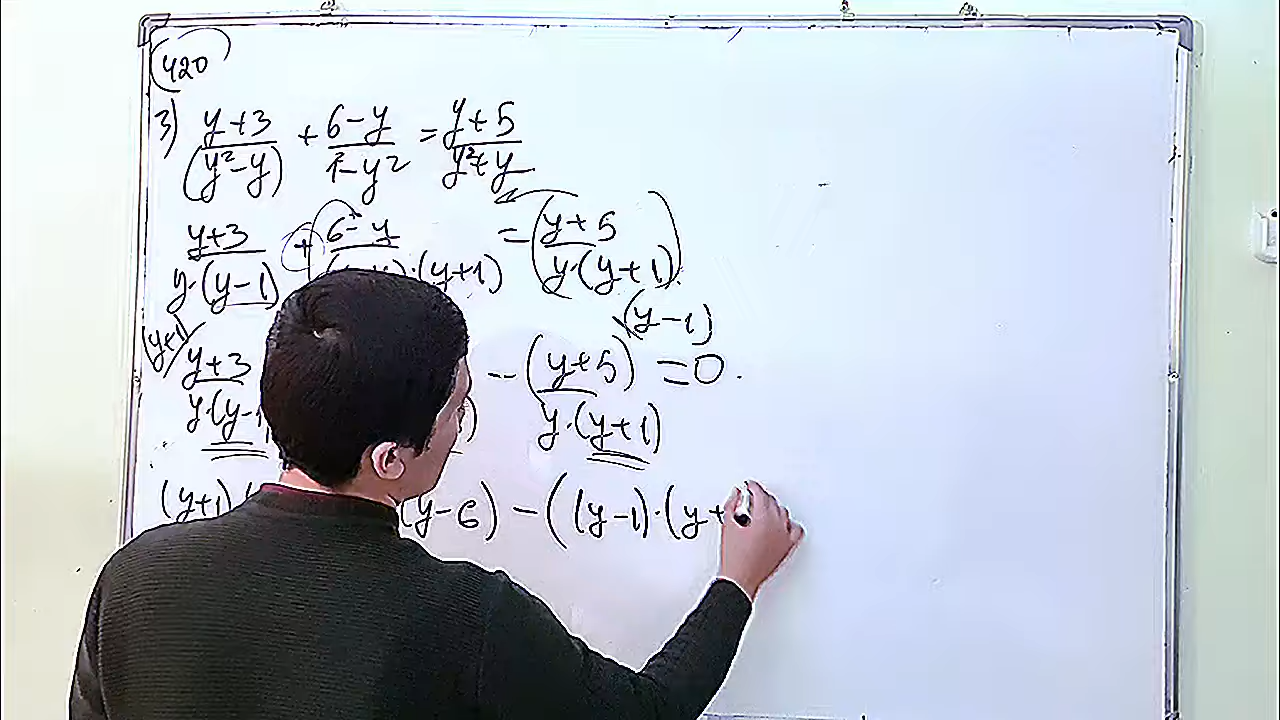 420
3) y+3/(y²-y) + 6-y/1-y² = y+5/y²+y
y+3/y·(y-1) + 6-y/ ·(y+1) = (y+5/y·(y+1))
(y-1)
(y+1)
y+3/y·(y-1 - (y+5)/y·(y+1) = 0.
(y+1) (y-6) - ((y-1)·(y+